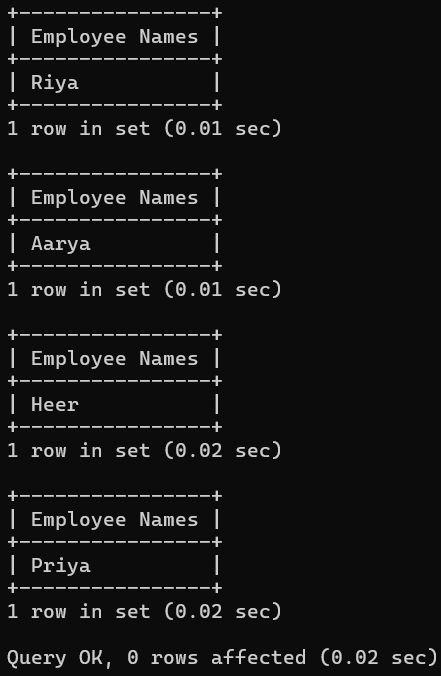 +----------------+
| Employee Names |
+----------------+
| Riya           |
+----------------+
1 row in set (0.01 sec)

+----------------+
| Employee Names |
+----------------+
| Aarya          |
+----------------+
1 row in set (0.01 sec)

+----------------+
| Employee Names |
+----------------+
| Heer           |
+----------------+
1 row in set (0.02 sec)

+----------------+
| Employee Names |
+----------------+
| Priya          |
+----------------+
1 row in set (0.02 sec)

Query OK, 0 rows affected (0.02 sec)